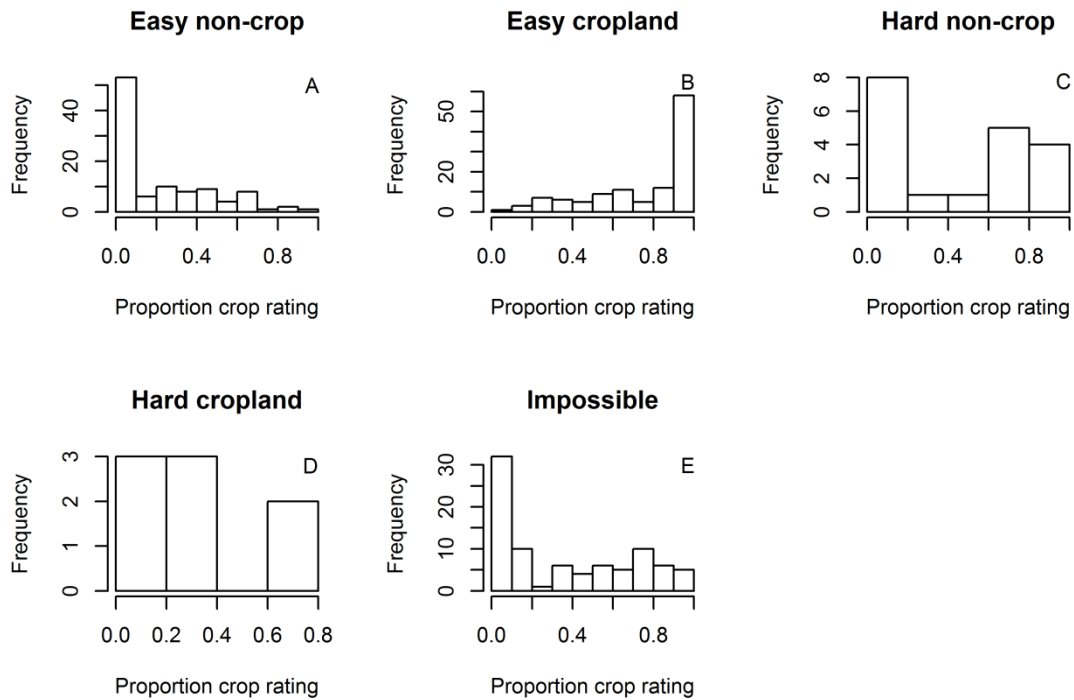 Easy non-crop
A
Frequency
0 20 40
0.0 0.4 0.8
Proportion crop rating
Easy cropland
B
Frequency
0 20 50
0.0 0.4 0.8
Proportion crop rating
Hard non-crop
C
Frequency
0 2 4 6 8
0.0 0.4 0.8
Proportion crop rating
Hard cropland
D
Frequency
0 1 2 3
0.0 0.2 0.4 0.6 0.8
Proportion crop rating
Impossible
E
Frequency
0 10 20 30
0.0 0.4 0.8
Proportion crop rating